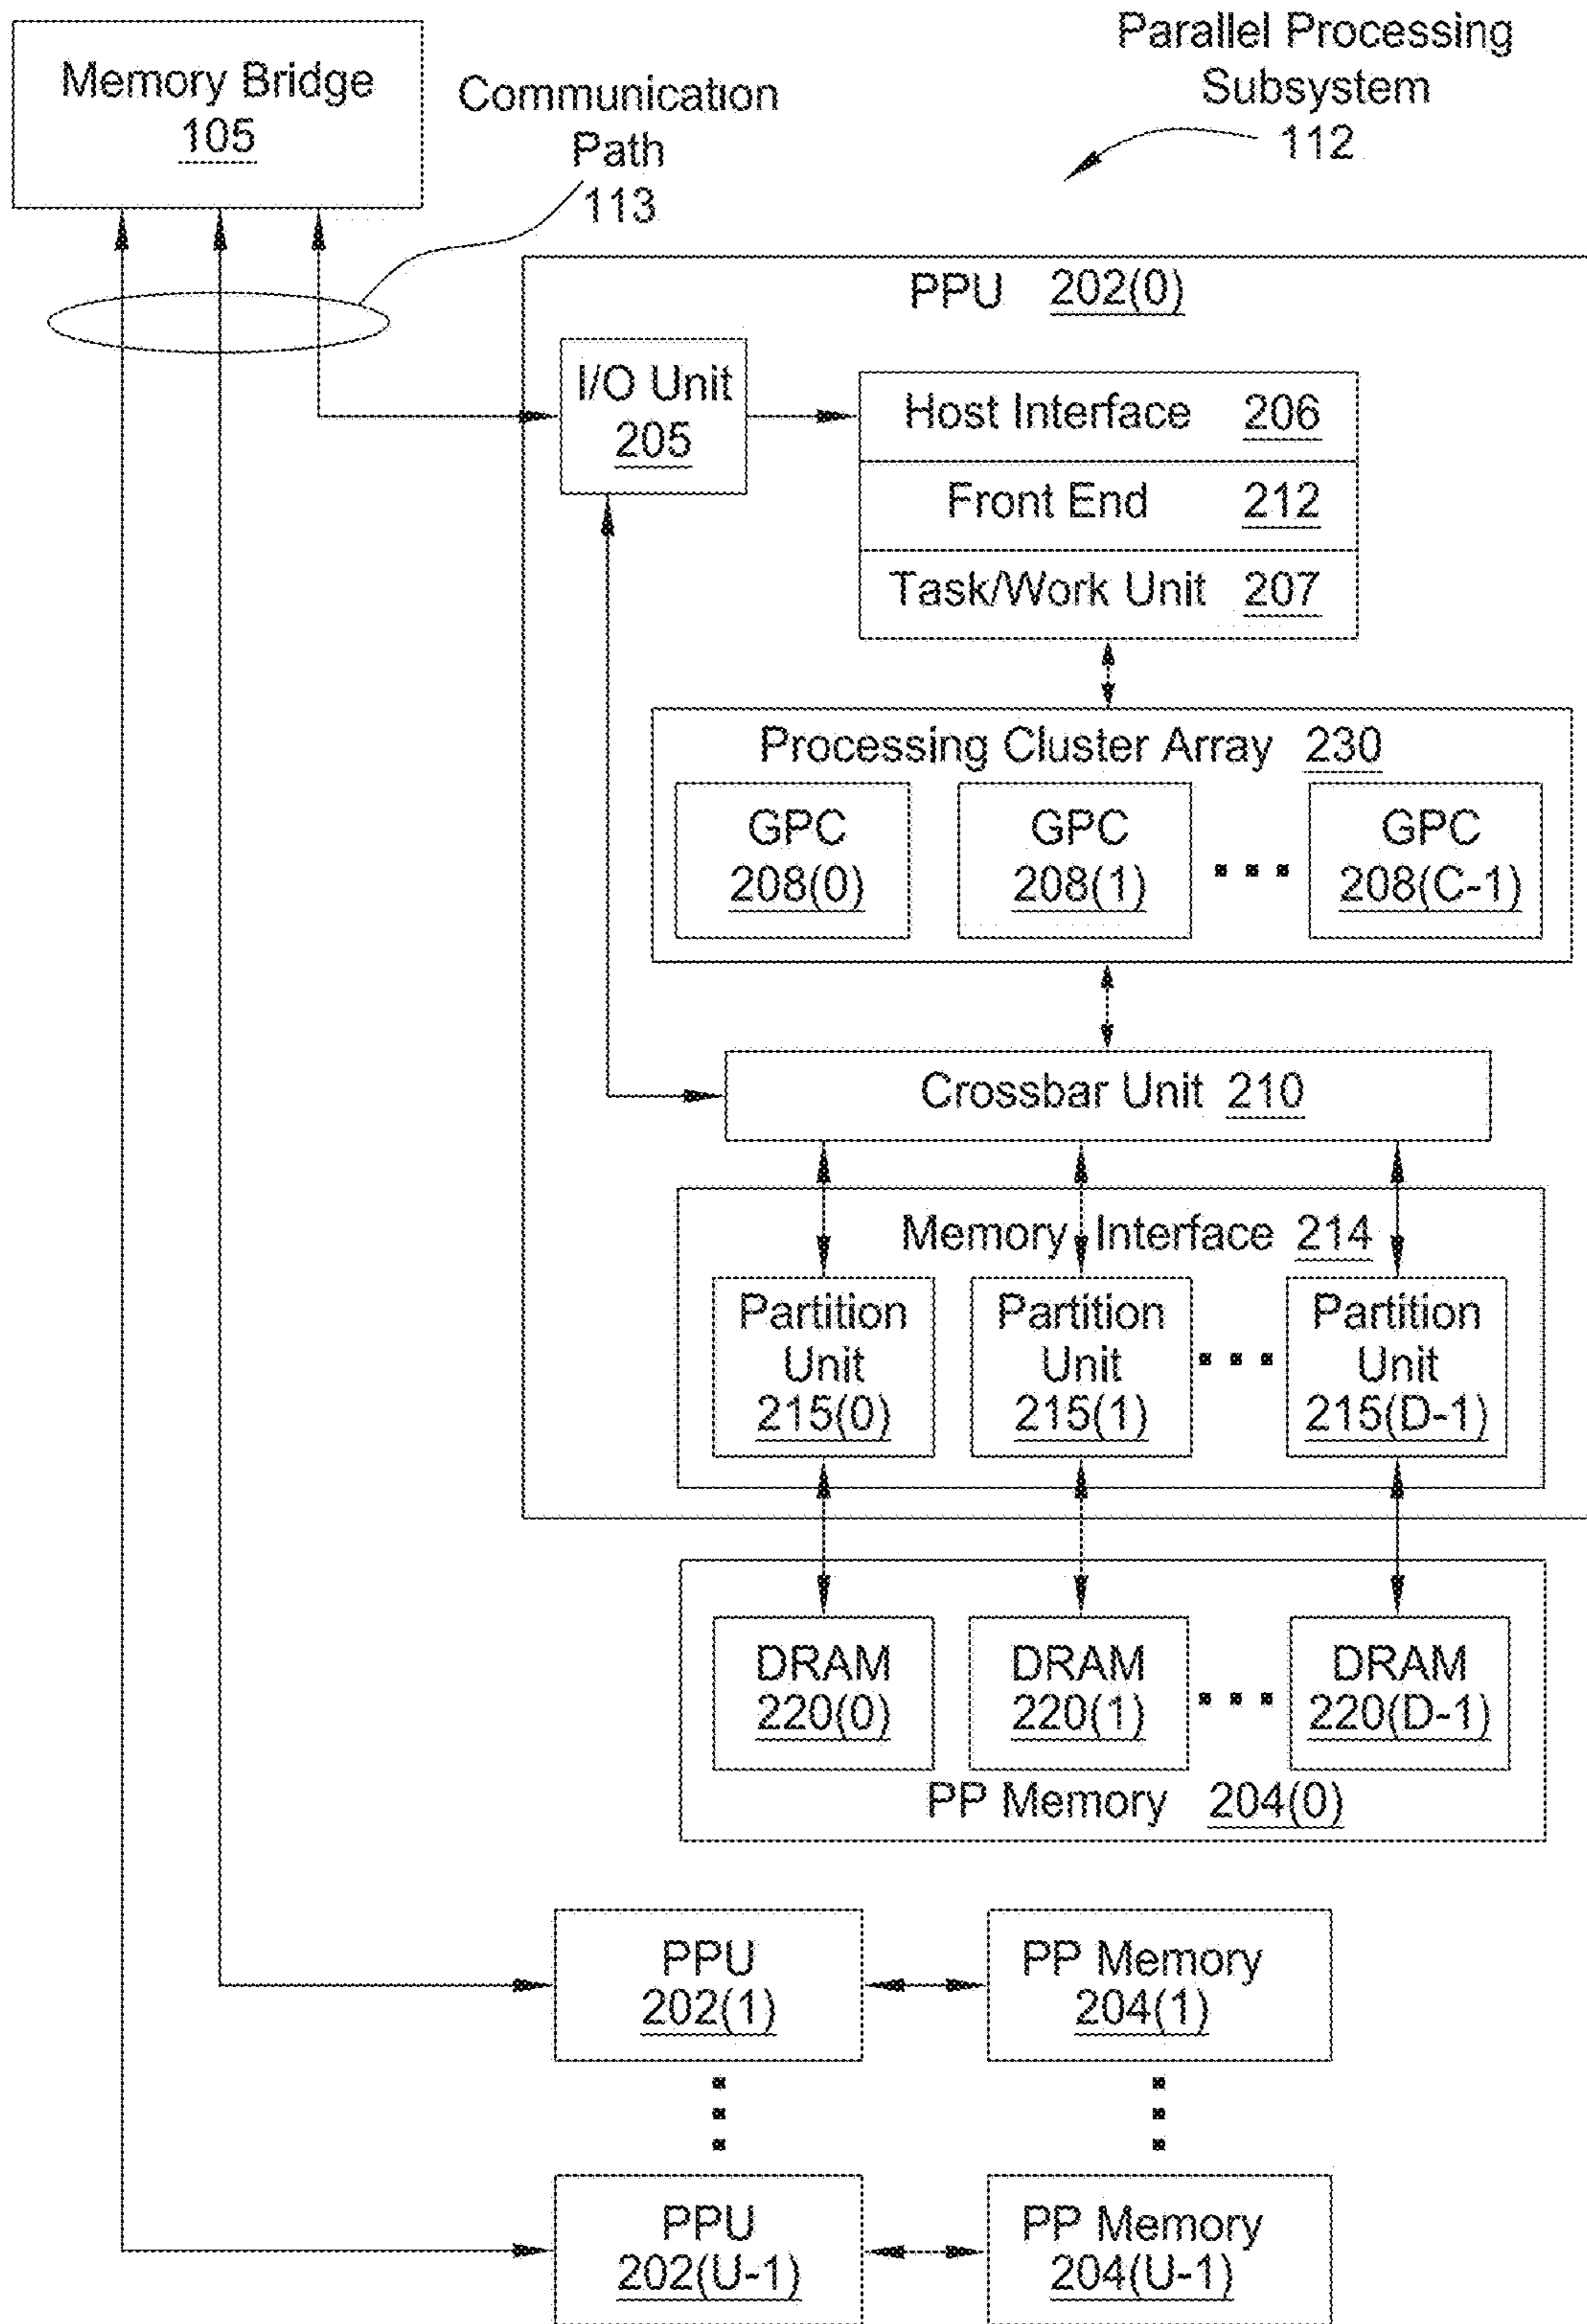 Memory Bridge
105
Communication
Path
113
Parallel Processing
Subsystem
112
PPU 202(0)
I/O Unit
205
Host Interface 206
Front End 212
Task/Work Unit 207
Processing Cluster Array 230
GPC
208(0)
GPC
208(1)
GPC
208(C-1)
Crossbar Unit 210
Memory Interface 214
Partition
Unit
215(0)
Partition
Unit
215(1)
Partition
Unit
215(D-1)
DRAM
220(0)
DRAM
220(1)
DRAM
220(D-1)
PP Memory 204(0)
PPU
202(1)
PP Memory
204(1)
PPU
202(U-1)
PP Memory
204(U-1)